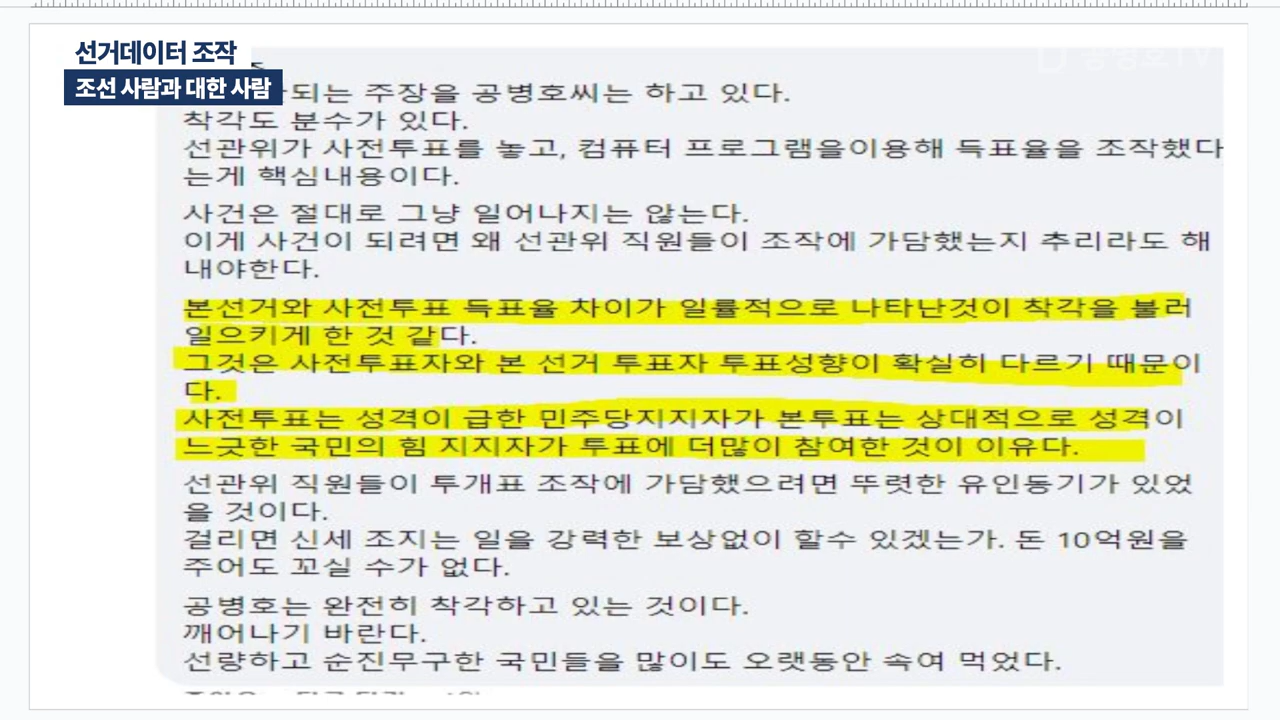 선거데이터 조작
조선 사람과 대한 사람
공병호TV
되는 주장을 공병호씨는 하고 있다.
착각도 분수가 있다.
선관위가 사전투표를 놓고, 컴퓨터 프로그램을이용해 득표율을 조작했다
는게 핵심내용이다.
사건은 절대로 그냥 일어나지는 않는다.
이게 사건이 되려면 왜 선관위 직원들이 조작에 가담했는지 추리라도 해
내야한다.
본선거와 사전투표 득표율 차이가 일률적으로 나타난것이 착각을 불러
일으키게 한 것 같다.
그것은 사전투표자와 본 선거 투표자 투표성향이 확실히 다르기 때문이
다.
사전투표는 성격이 급한 민주당지지자가 본투표는 상대적으로 성격이
느긋한 국민의 힘 지지자가 투표에 더많이 참여한 것이 이유다.
선관위 직원들이 투개표 조작에 가담했으려면 뚜렷한 유인동기가 있었
을 것이다.
걸리면 신세 조지는 일을 강력한 보상없이 할수 있겠는가. 돈 10억원을
주어도 꼬실 수가 없다.
공병호는 완전히 착각하고 있는 것이다.
깨어나기 바란다.
선량하고 순진무구한 국민들을 많이도 오랫동안 속여 먹었다.